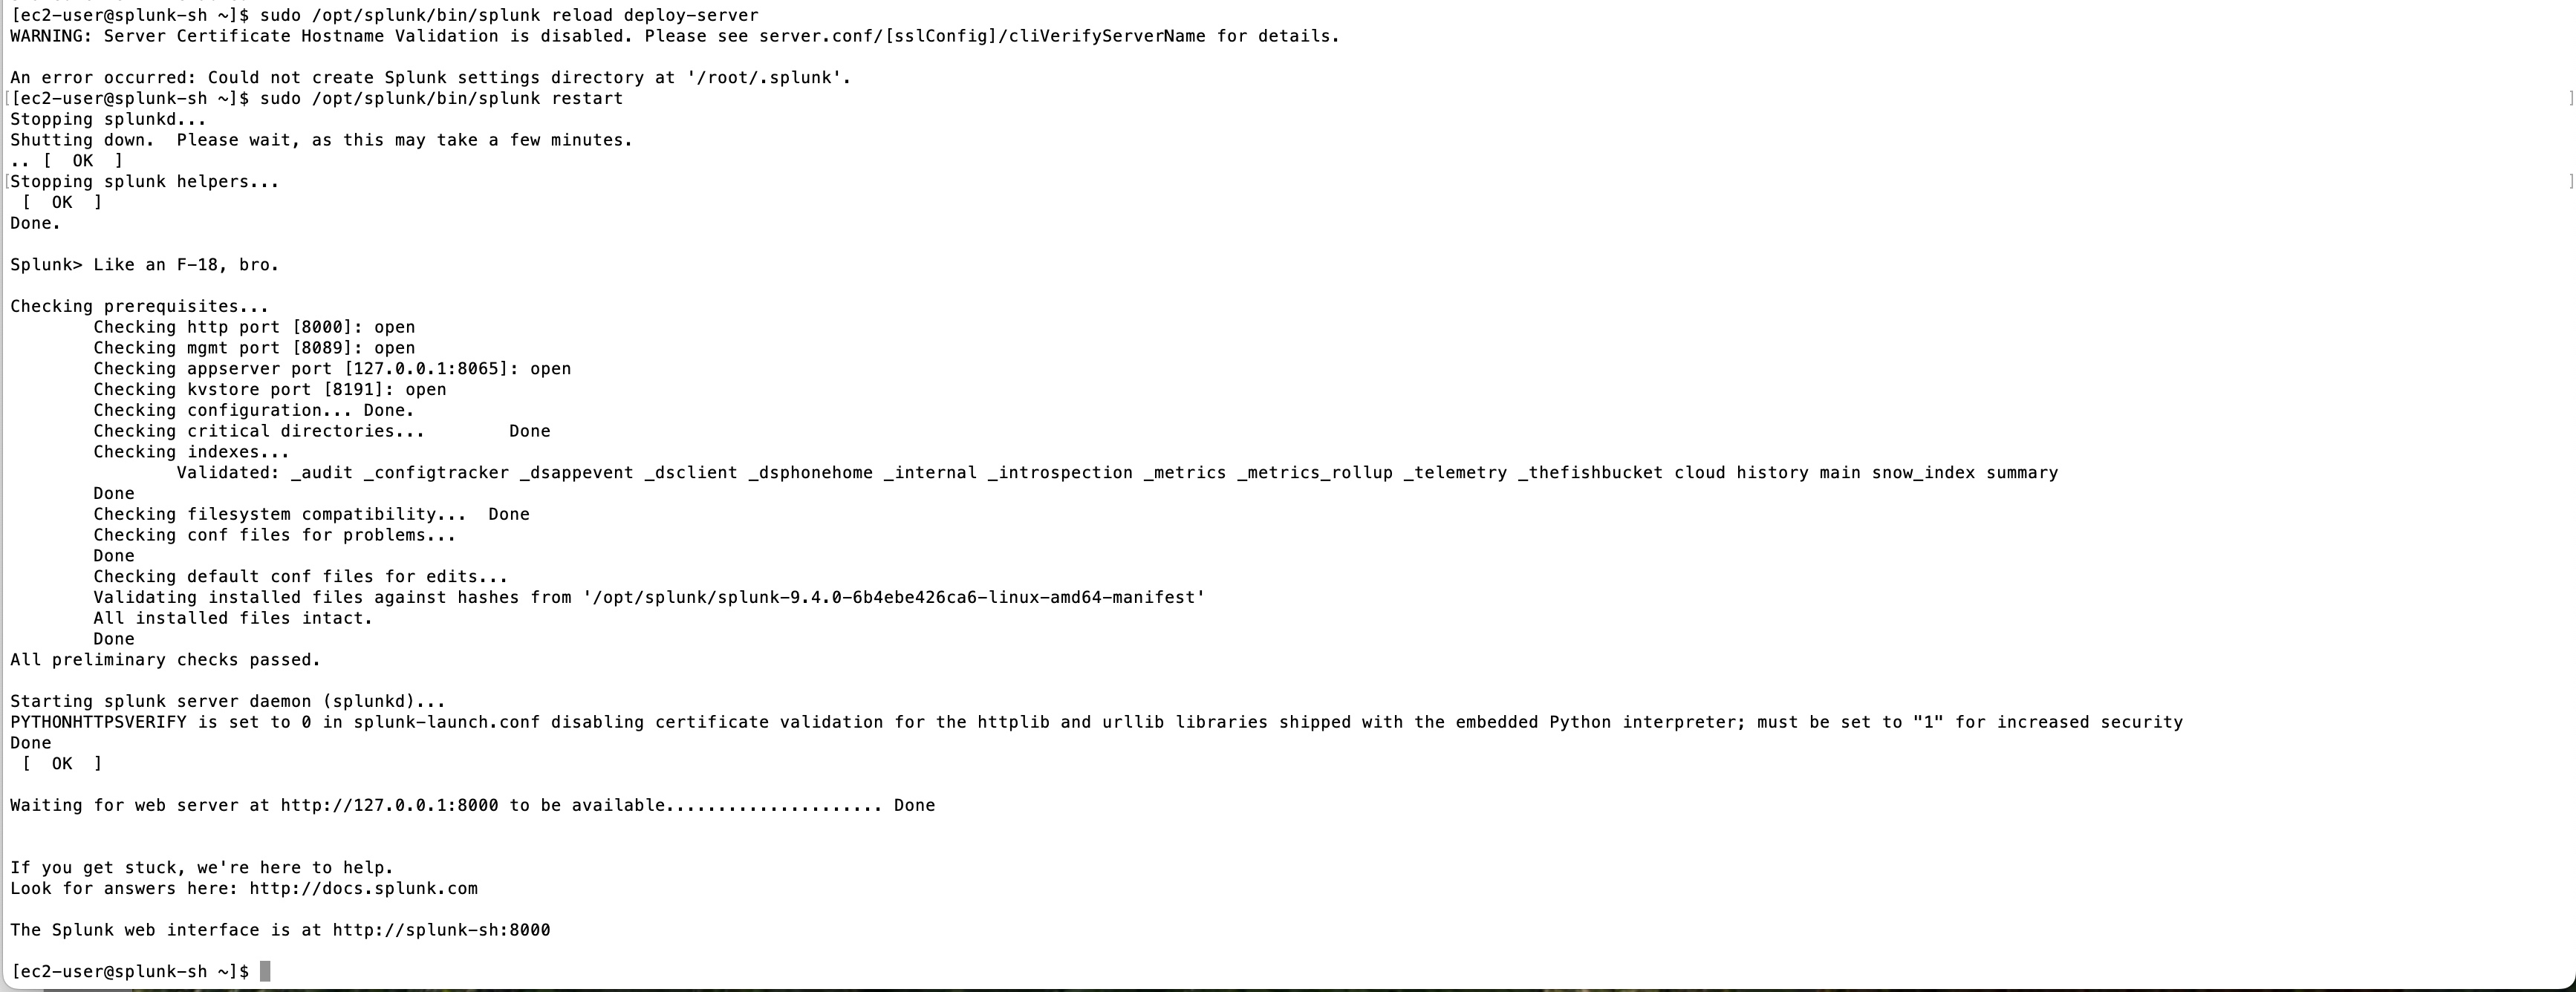 [ec2-user@splunk-sh ~]$ sudo /opt/splunk/bin/splunk reload deploy-server
WARNING: Server Certificate Hostname Validation is disabled. Please see server.conf/[sslConfig]/cliVerifyServerName for details.
An error occurred: Could not create Splunk settings directory at '/root/.splunk'.
[[ec2-user@splunk-sh ~]$ sudo /opt/splunk/bin/splunk restart ]
Stopping splunkd...
Shutting down.  Please wait, as this may take a few minutes.
.. [  OK  ]
[Stopping splunk helpers... ]
[  OK  ]
Done.
Splunk> Like an F-18, bro.
Checking prerequisites...
Checking http port [8000]: open
Checking mgmt port [8089]: open
Checking appserver port [127.0.0.1:8065]: open
Checking kvstore port [8191]: open
Checking configuration... Done.
Checking critical directories...        Done
Checking indexes...
Validated: _audit _configtracker _dsappevent _dsclient _dsphonehome _internal _introspection _metrics _metrics_rollup _telemetry _thefishbucket cloud history main snow_index summary
Done
Checking filesystem compatibility...  Done
Checking conf files for problems...
Done
Checking default conf files for edits...
Validating installed files against hashes from '/opt/splunk/splunk-9.4.0-6b4ebe426ca6-linux-amd64-manifest'
All installed files intact.
Done
All preliminary checks passed.
Starting splunk server daemon (splunkd)...
PYTHONHTTPSVERIFY is set to 0 in splunk-launch.conf disabling certificate validation for the httplib and urllib libraries shipped with the embedded Python interpreter; must be set to "1" for increased security
Done
[  OK  ]
Waiting for web server at http://127.0.0.1:8000 to be available..................... Done
If you get stuck, we're here to help.
Look for answers here: http://docs.splunk.com
The Splunk web interface is at http://splunk-sh:8000
[ec2-user@splunk-sh ~]$